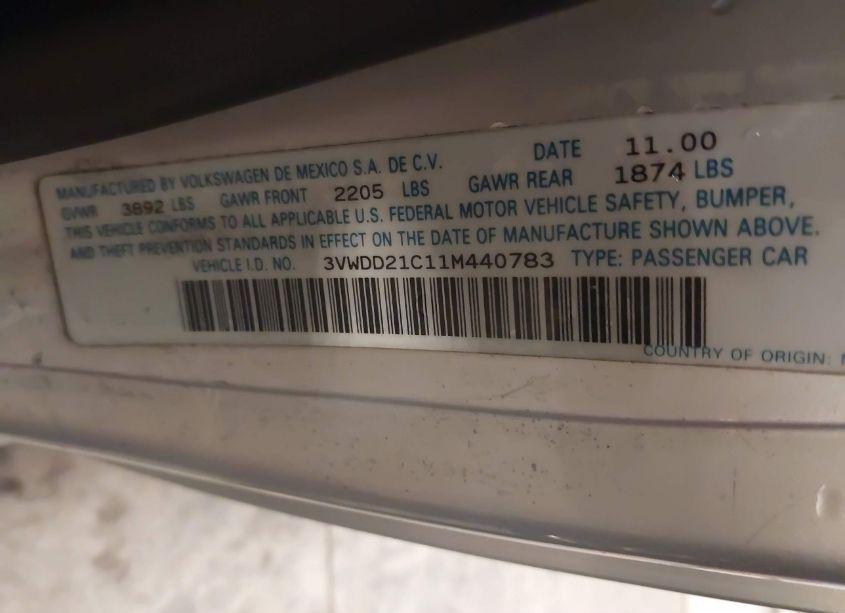 MANUFACTURED BY VOLKSWAGEN DE MEXICO S.A. DE C.V. DATE 11.00
GVWR 3892 LBS GAWR FRONT 2205 LBS GAWR REAR 1874 LBS
THIS VEHICLE CONFORMS TO ALL APPLICABLE U.S. FEDERAL MOTOR VEHICLE SAFETY, BUMPER,
AND THEFT PREVENTION STANDARDS IN EFFECT ON THE DATE OF MANUFACTURE SHOWN ABOVE.
VEHICLE I.D. NO. 3VWDD21C11M440783 TYPE: PASSENGER CAR
COUNTRY OF ORIGIN: